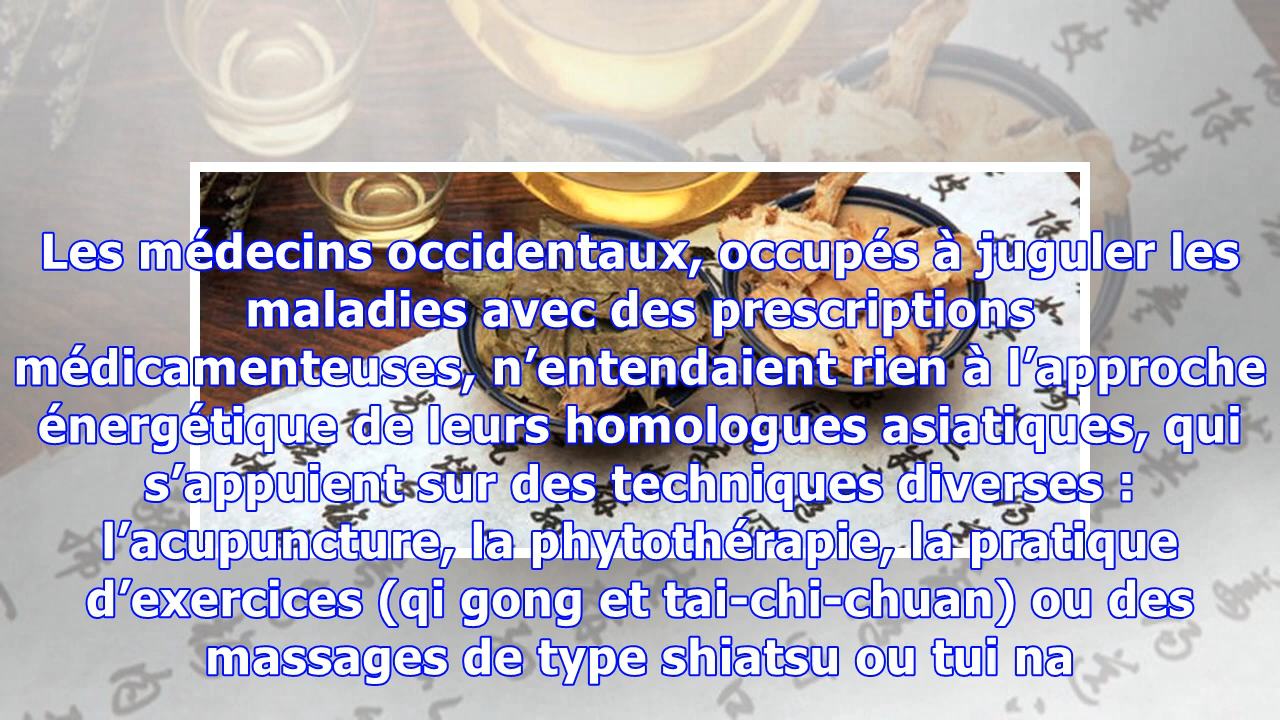 Les médecins occidentaux, occupés à juguler les
maladies avec des prescriptions
médicamenteuses, n’entendaient rien à l’approche
énergétique de leurs homologues asiatiques, qui
s’appuient sur des techniques diverses :
l’acupuncture, la phytothérapie, la pratique
d’exercices (qi gong et tai-chi-chuan) ou des
massages de type shiatsu ou tui na